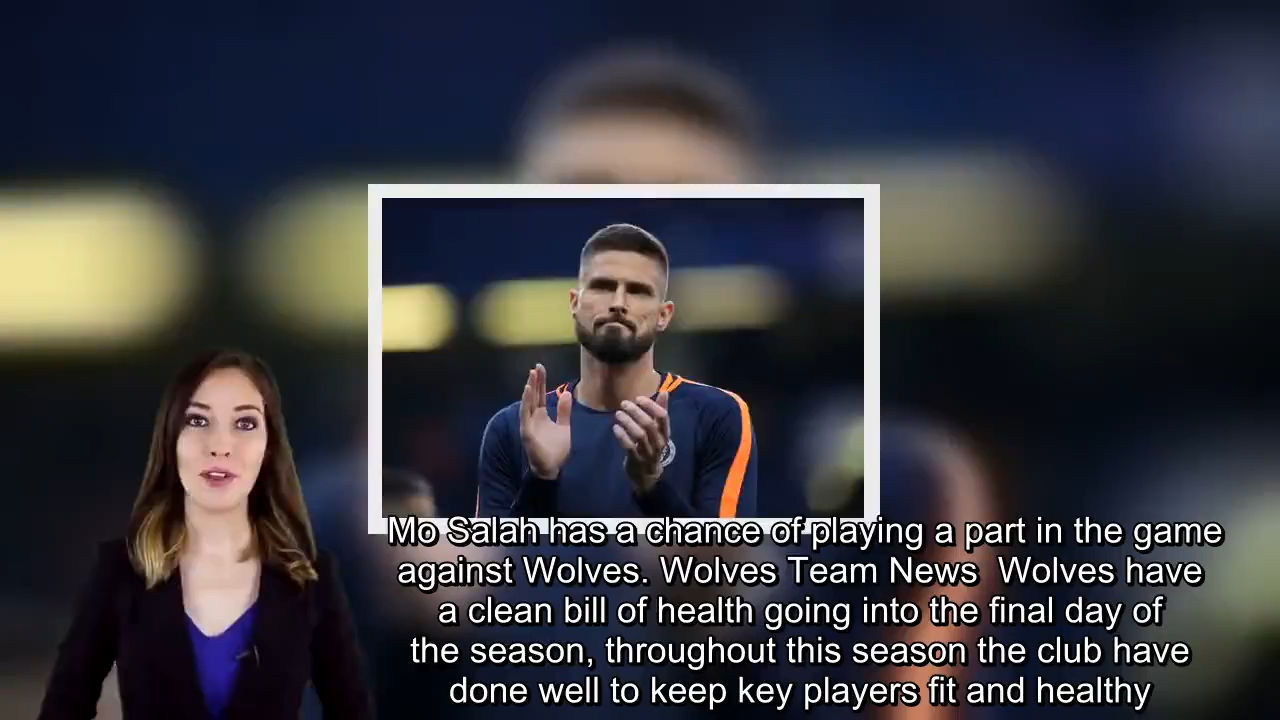 Mo Salah has a chance of playing a part in the game
against Wolves. Wolves Team News  Wolves have
a clean bill of health going into the final day of
the season, throughout this season the club have
done well to keep key players fit and healthy